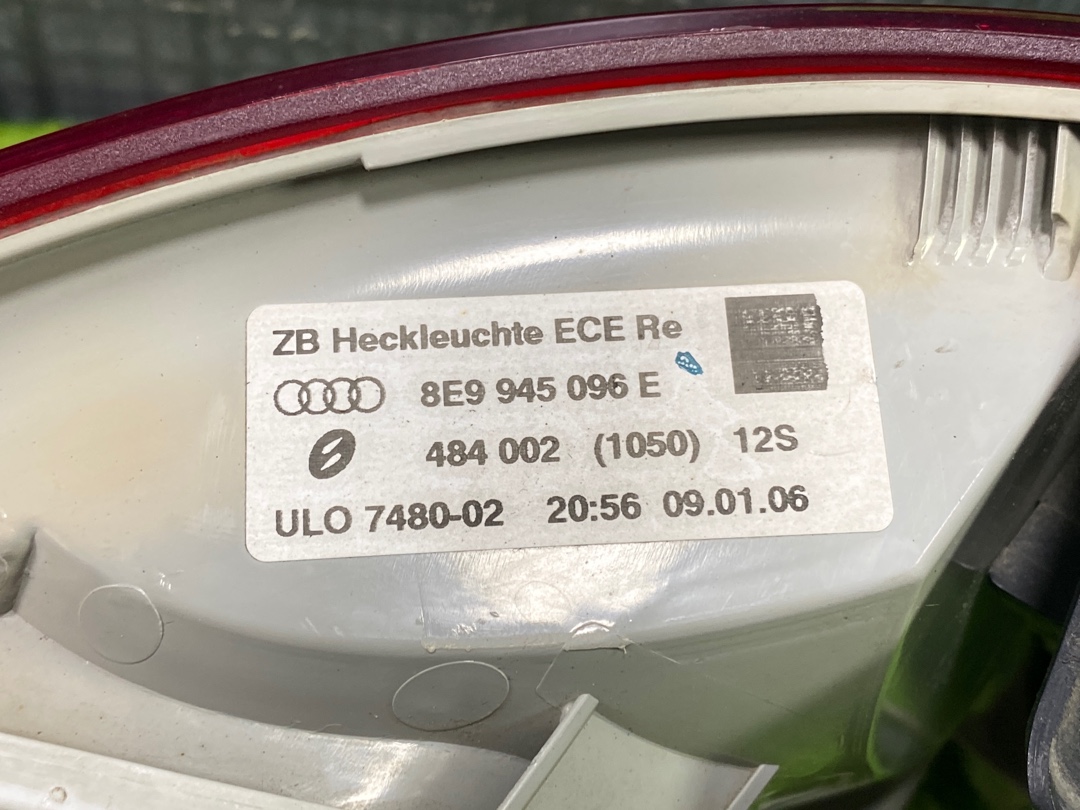 ZB Heckleuchte ECE Re
8E9 945 096 E
484 002 (1050) 12S
ULO 7480-02 20:56 09.01.06